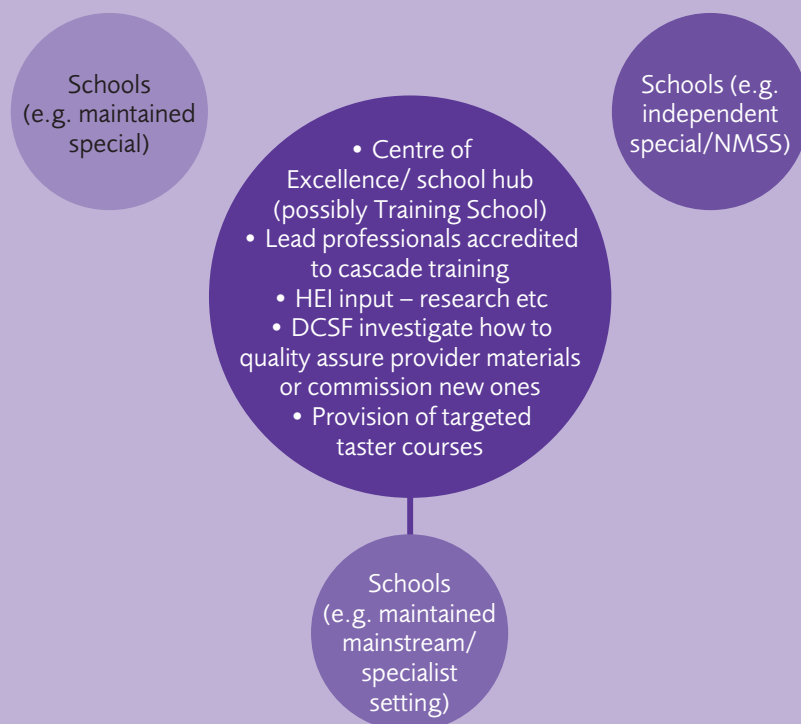 Schools
(e.g. maintained
special)
Schools (e.g.
independent
special/NMSS)
• Centre of
Excellence/ school hub
(possibly Training School)
• Lead professionals accredited
to cascade training
• HEI input – research etc
• DCSF investigate how to
quality assure provider materials
or commission new ones
• Provision of targeted
taster courses
Schools
(e.g. maintained
mainstream/
specialist
setting)